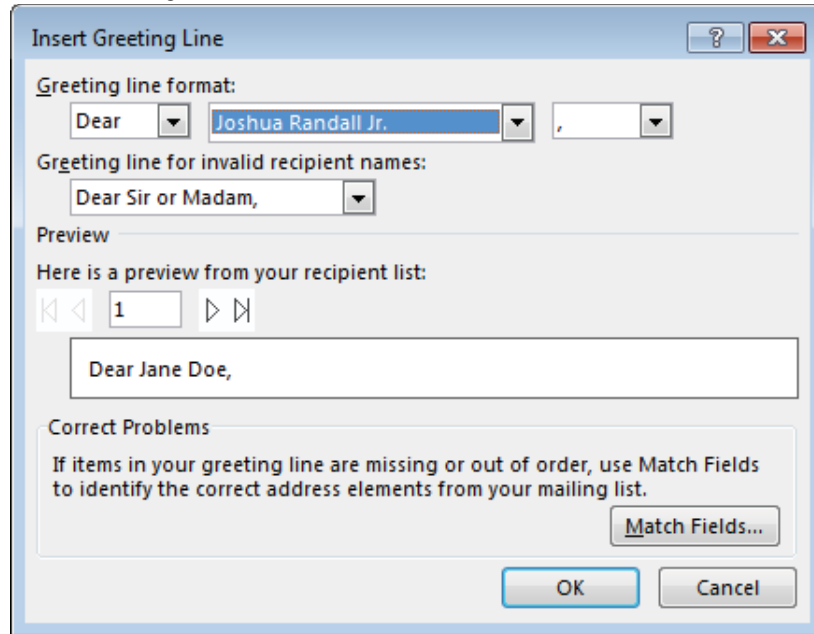 Insert Greeting Line
Greeting line format:
Dear Joshua Randall Jr. ,
Greeting line for invalid recipient names:
Dear Sir or Madam,
Preview
Here is a preview from your recipient list:
1
Dear Jane Doe,
Correct Problems
If items in your greeting line are missing or out of order, use Match Fields
to identify the correct address elements from your mailing list.
Match Fields...
OK Cancel